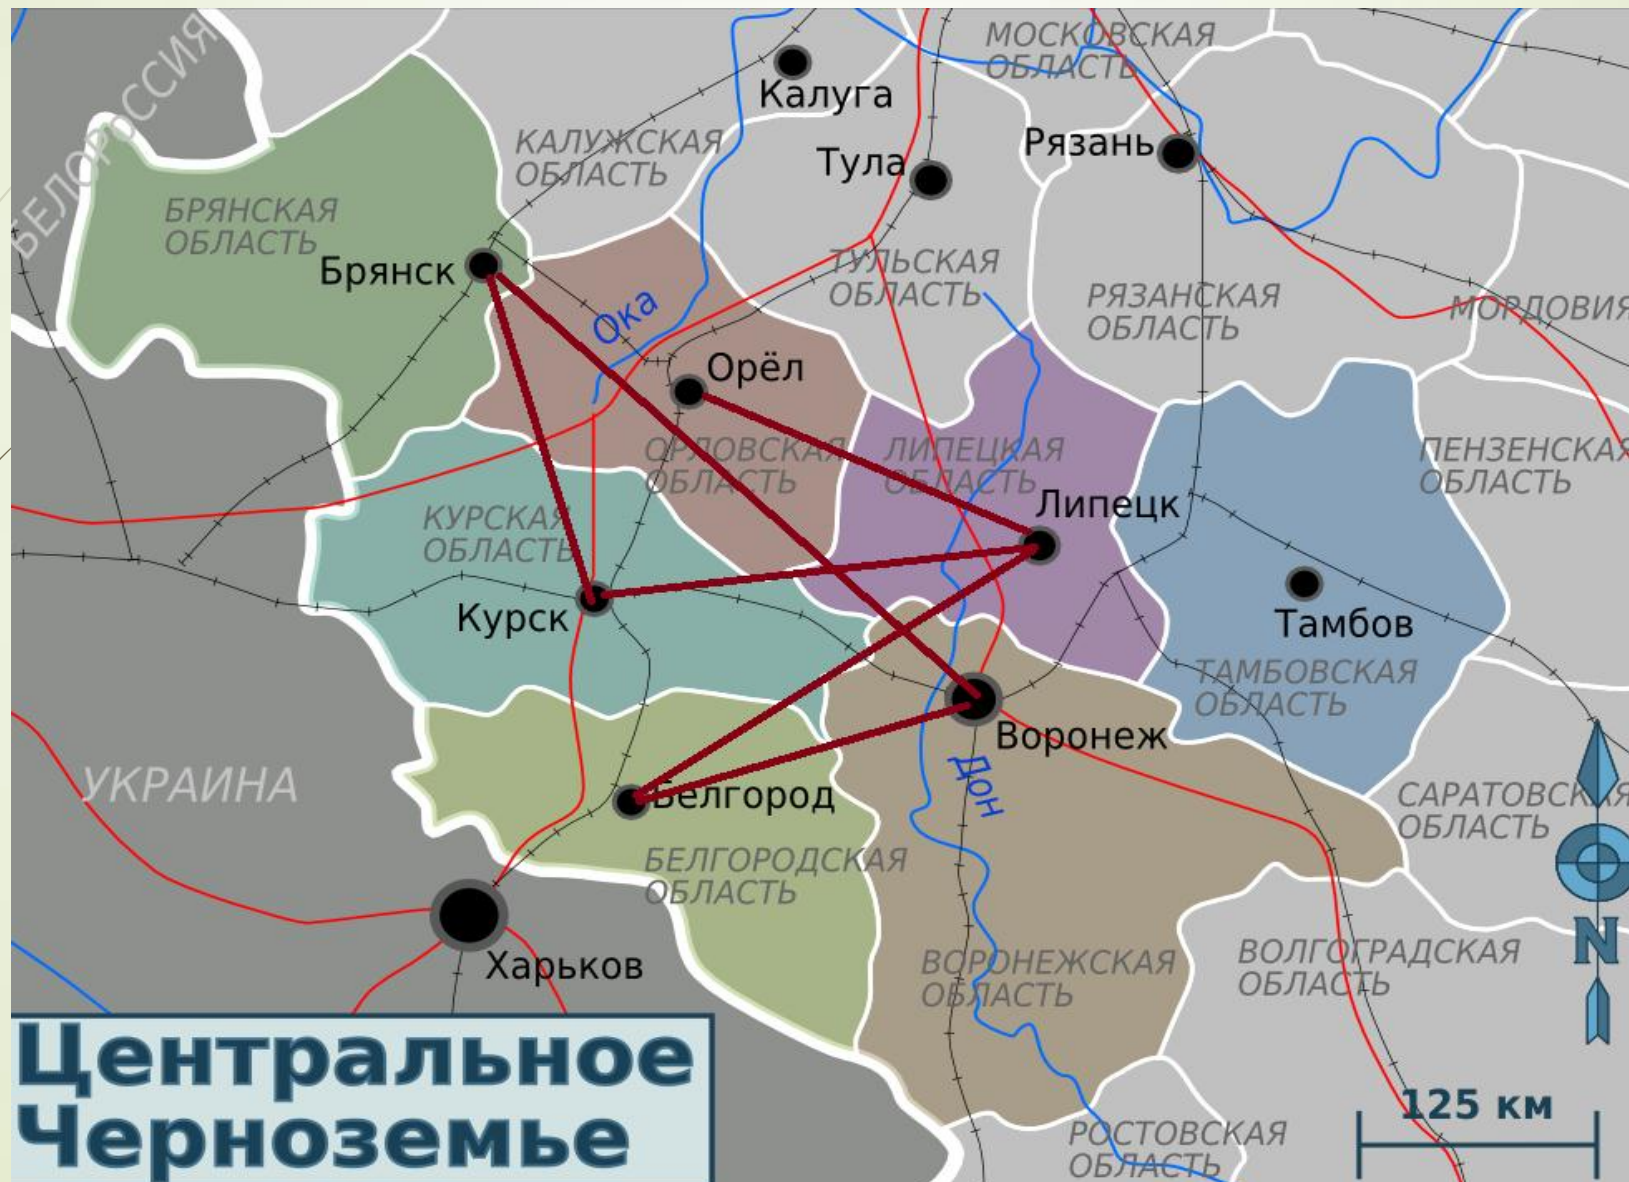 БЕЛОРОССИЯ
МОСКОВСКАЯ
ОБЛАСТЬ
Калуга
КАЛУЖСКАЯ
ОБЛАСТЬ
Тула
Рязань
БРЯНСКАЯ
ОБЛАСТЬ
Брянск
Ока
ТУЛЬСКАЯ
ОБЛАСТЬ
РЯЗАНСКАЯ
ОБЛАСТЬ
МОРДОВИЯ
Орёл
ОРЛОВСКАЯ
ОБЛАСТЬ
ЛИПЕЦКАЯ
ОБЛАСТЬ
Липецк
ПЕНЗЕНСКАЯ
ОБЛАСТЬ
КУРСКАЯ
ОБЛАСТЬ
Курск
Тамбов
ТАМБОВСКАЯ
ОБЛАСТЬ
Воронеж
Дон
УКРАИНА
Белгород
БЕЛГОРОДСКАЯ
ОБЛАСТЬ
САРАТОВСКАЯ
ОБЛАСТЬ
Харьков
ВОРОНЕЖСКАЯ
ОБЛАСТЬ
ВОЛГОГРАДСКАЯ
ОБЛАСТЬ
N
Центральное
Черноземье
РОСТОВСКАЯ
ОБЛАСТЬ
125 км